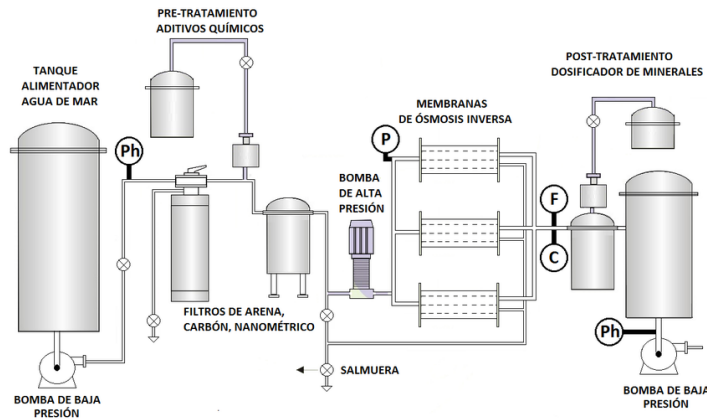 PRE-TRATAMIENTO
ADITIVOS QUÍMICOS
TANQUE
ALIMENTADOR
AGUA DE MAR
Ph
FILTROS DE ARENA,
CARBÓN, NANOMÉTRICO
BOMBA DE BAJA
PRESIÓN
BOMBA
DE ALTA
PRESIÓN
MEMBRANAS
DE ÓSMOSIS INVERSA
P
SALMUERA
POST-TRATAMIENTO
DOSIFICADOR DE MINERALES
F
C
Ph
BOMBA DE BAJA
PRESIÓN